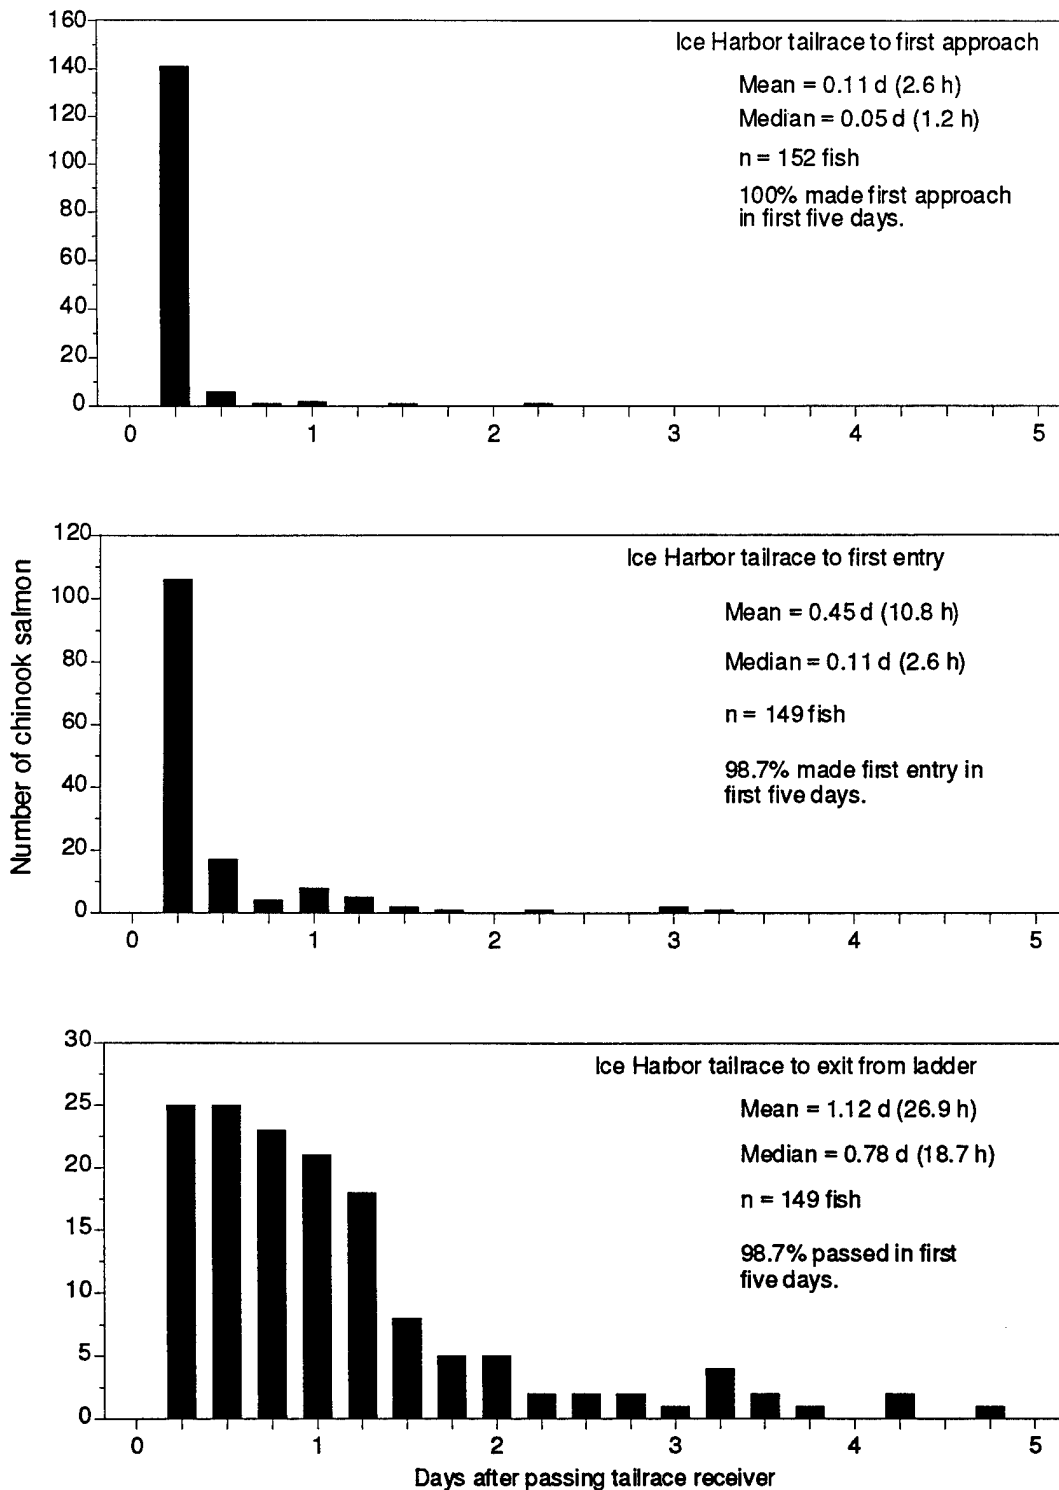 Ice Harbor tailrace to first approach
Mean = 0.11 d (2.6 h)
Median = 0.05 d (1.2 h)
n = 152 fish
100% made first approach
in first five days.
160
140
120
100
80
60
40
20
0
0 1 2 3 4 5
Number of chinook salmon
Ice Harbor tailrace to first entry
Mean = 0.45 d (10.8 h)
Median = 0.11 d (2.6 h)
n = 149 fish
98.7% made first entry in
first five days.
120
100
80
60
40
20
0
0 1 2 3 4 5
Ice Harbor tailrace to exit from ladder
Mean = 1.12 d (26.9 h)
Median = 0.78 d (18.7 h)
n = 149 fish
98.7% passed in first
five days.
30
25
20
15
10
5
0
0 1 2 3 4 5
Days after passing tailrace receiver